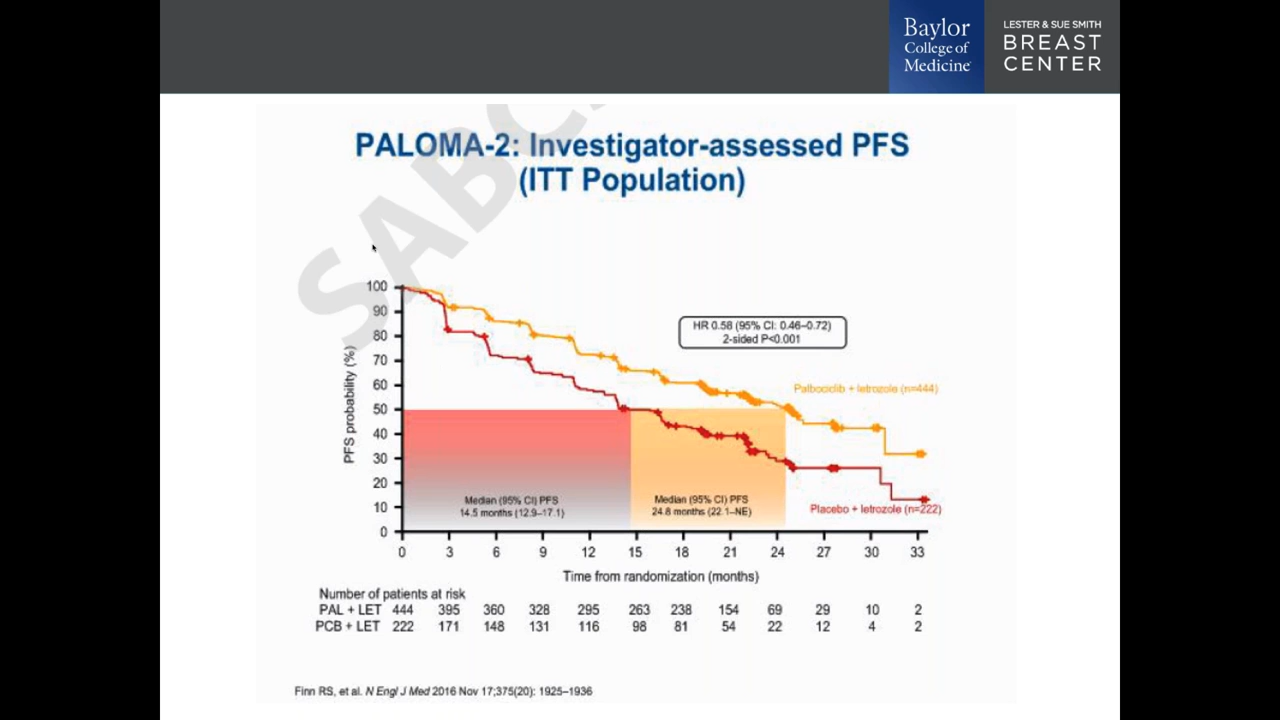 Baylor
College of
Medicine
LESTER & SUE SMITH
BREAST
CENTER
SABC
PALOMA-2: Investigator-assessed PFS
(ITT Population)
100
90
80
70
60
50
40
30
20
10
0
PFS probability (%)
HR 0.58 (95% CI: 0.46–0.72)
2-sided P<0.001
Palbociclib + letrozole (n=444)
Median (95% CI) PFS
14.5 months (12.9–17.1)
Median (95% CI) PFS
24.8 months (22.1–NE)
Placebo + letrozole (n=222)
0 3 6 9 12 15 18 21 24 27 30 33
Time from randomization (months)
Number of patients at risk
PAL + LET 444 395 360 328 295 263 238 154 69 29 10 2
PCB + LET 222 171 148 131 116 98 81 54 22 12 4 2
Finn RS, et al. N Engl J Med 2016 Nov 17;375(20): 1925–1936